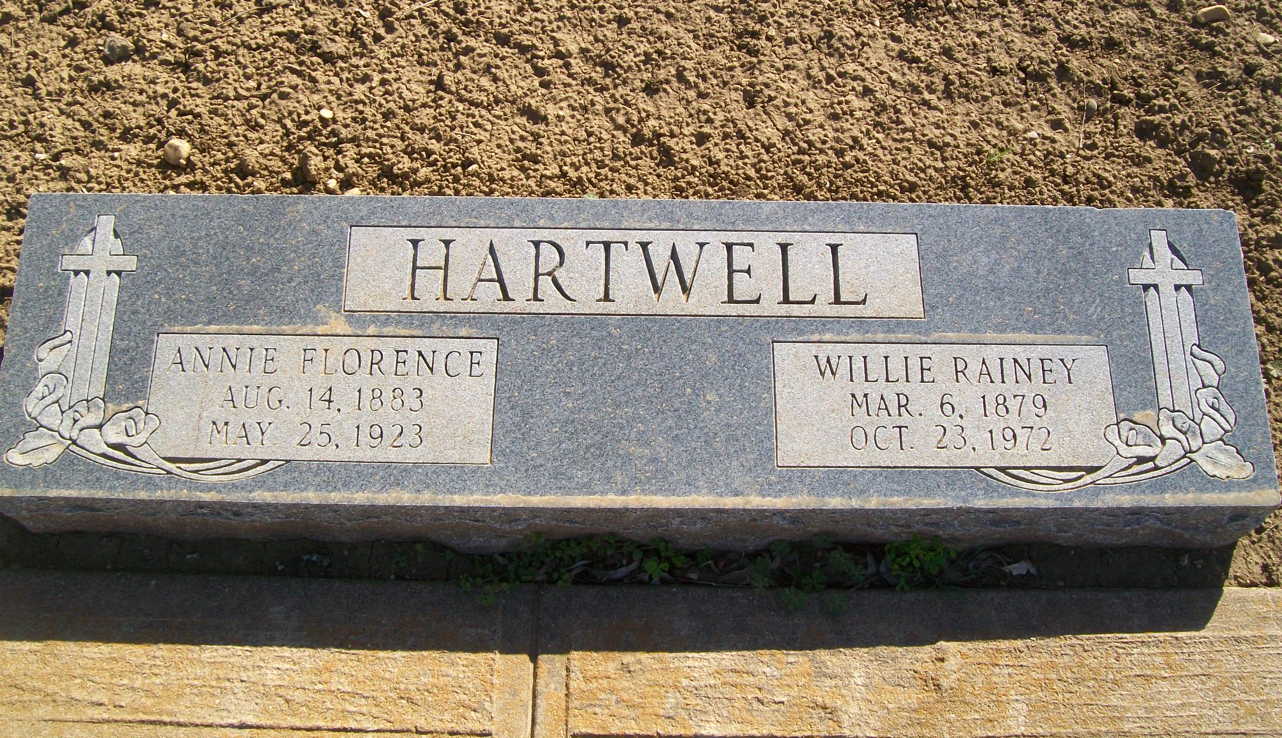 HARTWELL
ANNIE FLORENCE
AUG. 14, 1883
MAY 25, 1923
WILLIE RAINEY
MAR. 6, 1879
OCT. 23, 1972